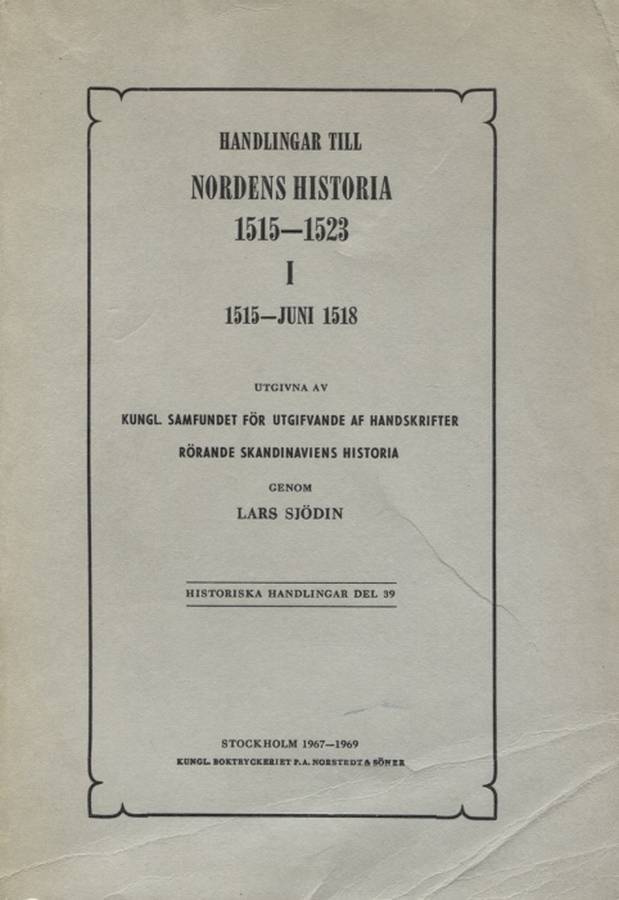 HANDLINGAR TILL
NORDENS HISTORIA
1515—1523
I
1515—JUNI 1518
UTGIVNA AV
KUNGL. SAMFUNDET FÖR UTGIFVANDE AF HANDSKRIFTER
RÖRANDE SKANDINAVIENS HISTORIA
GENOM
LARS SJÖDIN
HISTORISKA HANDLINGAR DEL 39
STOCKHOLM 1967—1969
KUNGL. BOKTRYCKERIET P. A. NORSTEDT & SÖNER